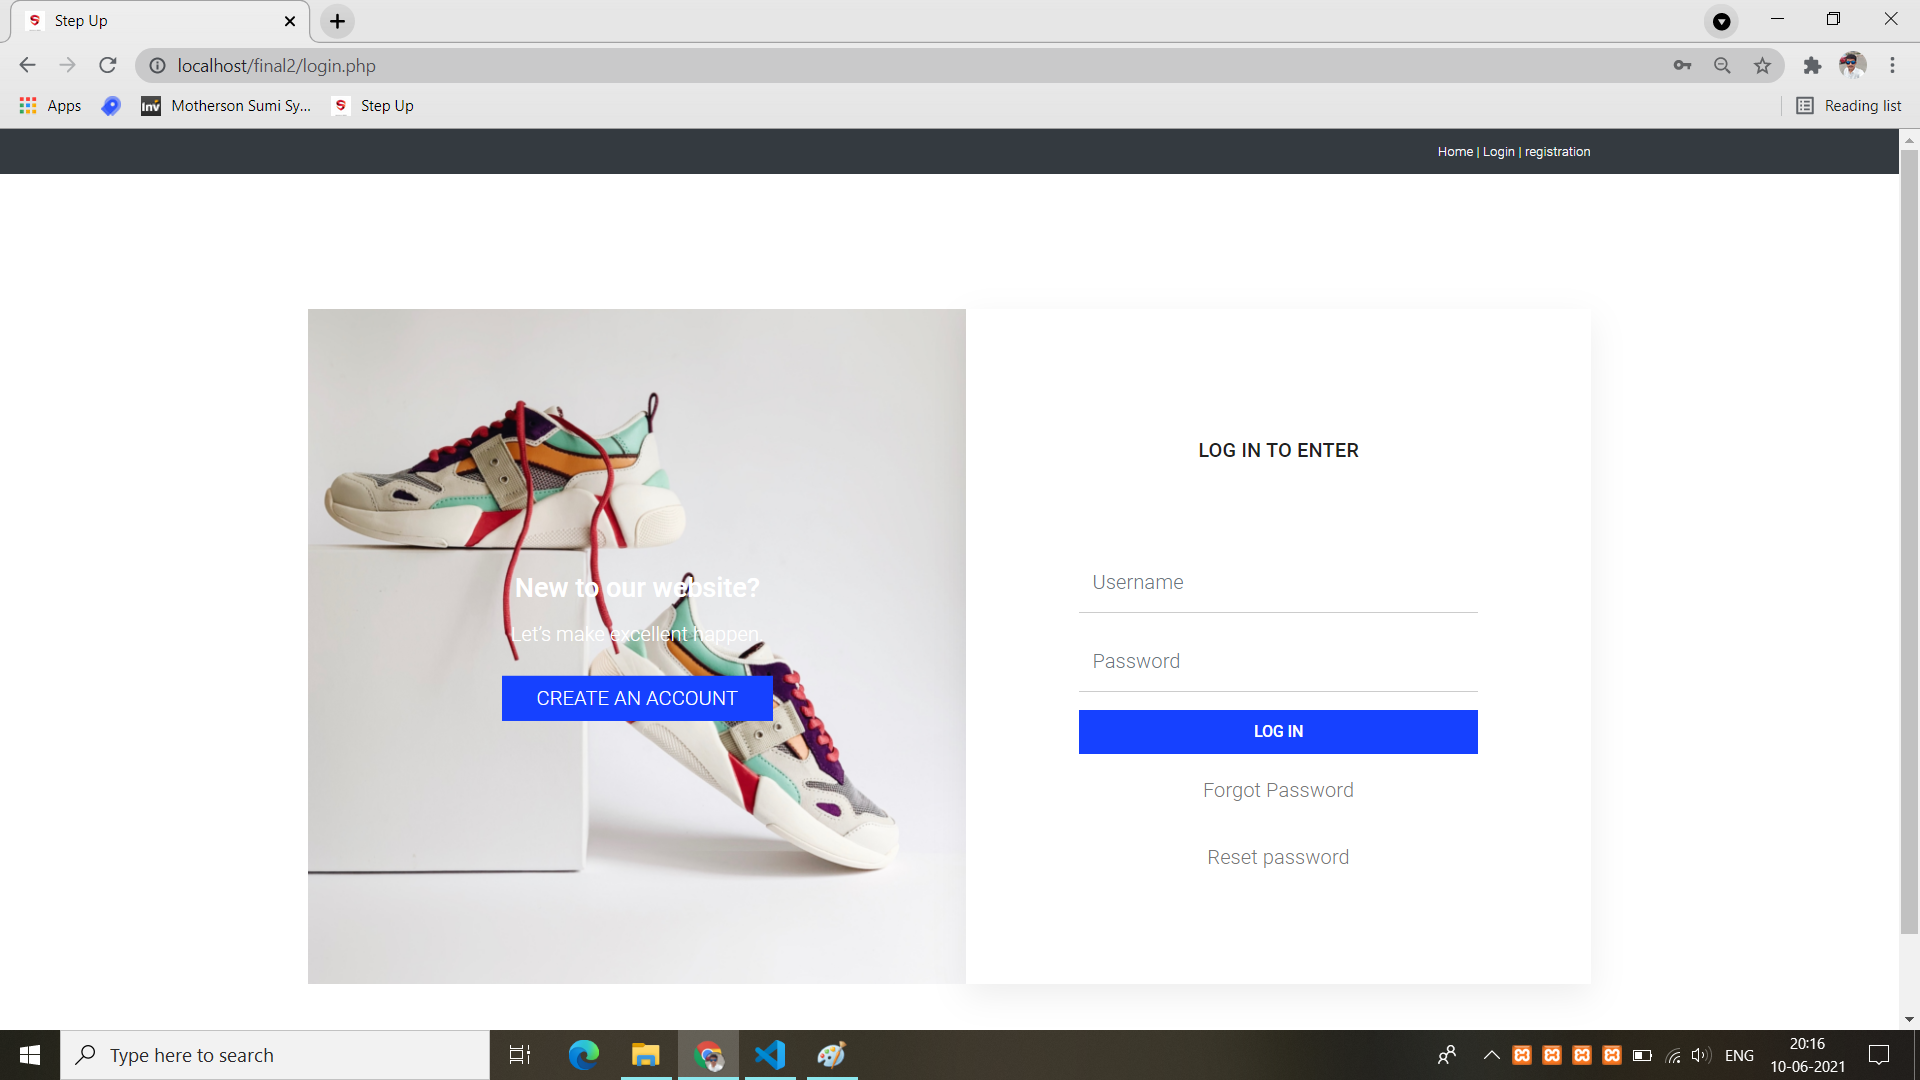 Step Up
localhost/final2/login.php
Apps
Motherson Sumi Sy...
Step Up
Reading list
Home | Login | registration
LOG IN TO ENTER
New to our website?
Let's make excellent happen.
CREATE AN ACCOUNT
Username
Password
LOG IN
Forgot Password
Reset password
Type here to search
ENG
20:16
10-06-2021